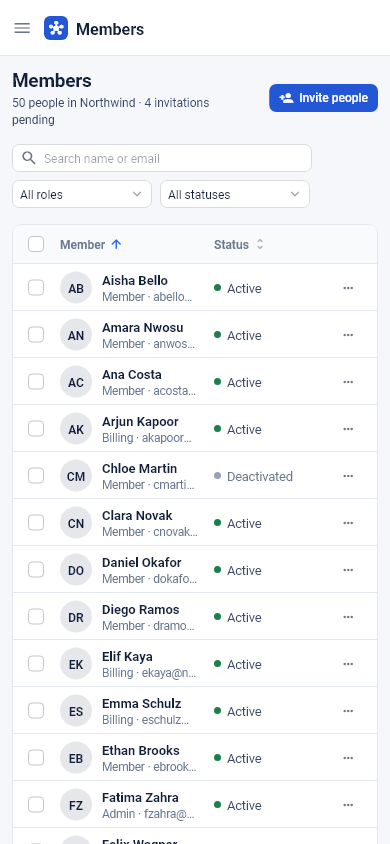 Members
Members
50 people in Northwind · 4 invitations
pending
Invite people
Search name or email
All roles
All statuses
Member
Status
AB
Aisha Bello
Member · abello...
Active
AN
Amara Nwosu
Member · anwos...
Active
AC
Ana Costa
Member · acosta...
Active
AK
Arjun Kapoor
Billing · akapoor...
Active
CM
Chloe Martin
Member · cmarti...
Deactivated
CN
Clara Novak
Member · cnovak...
Active
DO
Daniel Okafor
Member · dokafo...
Active
DR
Diego Ramos
Member · dramo...
Active
EK
Elif Kaya
Billing · ekaya@n...
Active
ES
Emma Schulz
Billing · eschulz...
Active
EB
Ethan Brooks
Member · ebrook...
Active
FZ
Fatima Zahra
Admin · fzahra@...
Active
Felix Wagner